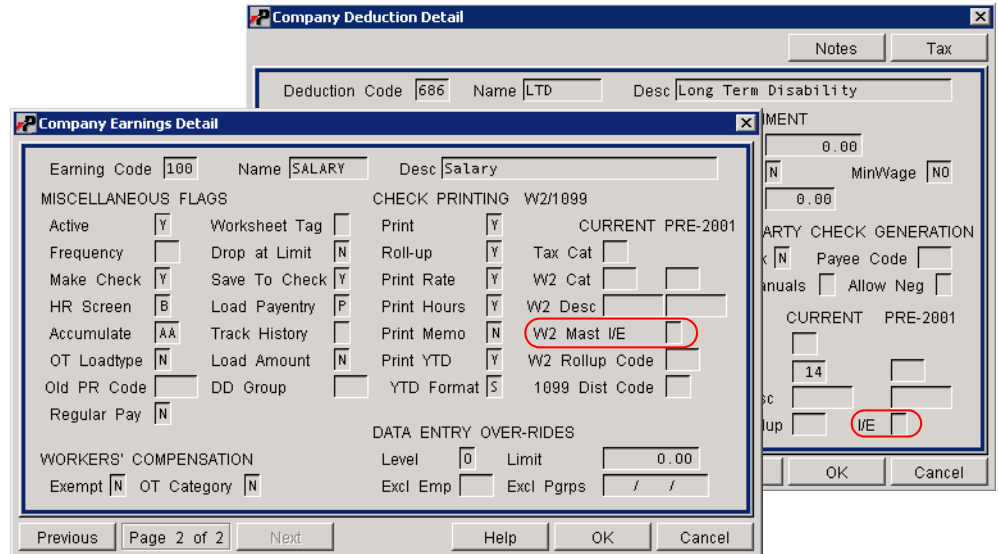 Company Deduction Detail
Notes Tax
Deduction Code 686 Name LTD Desc Long Term Disability
MENT
0.00
N MinWage NO
0.00
ARTY CHECK GENERATION
N Payee Code
anuals Allow Neg
CURRENT PRE-2001
14
sc
lup I/E
OK Cancel
Company Earnings Detail
Earning Code 100 Name SALARY Desc Salary
MISCELLANEOUS FLAGS CHECK PRINTING W2/1099
Active Y Worksheet Tag Print Y CURRENT PRE-2001
Frequency Drop at Limit N Roll-up Y Tax Cat
Make Check Y Save To Check Y Print Rate Y W2 Cat
HR Screen B Load Payentry P Print Hours Y W2 Desc
Accumulate AA Track History Print Memo N W2 Mast I/E
OT Loadtype N Load Amount N Print YTD Y W2 Rollup Code
Old PR Code DD Group YTD Format S 1099 Dist Code
Regular Pay N
DATA ENTRY OVER-RIDES
WORKERS' COMPENSATION Level 0 Limit 0.00
Exempt N OT Category N Excl Emp Excl Pgrps / /
Previous Page 2 of 2 Next Help OK Cancel